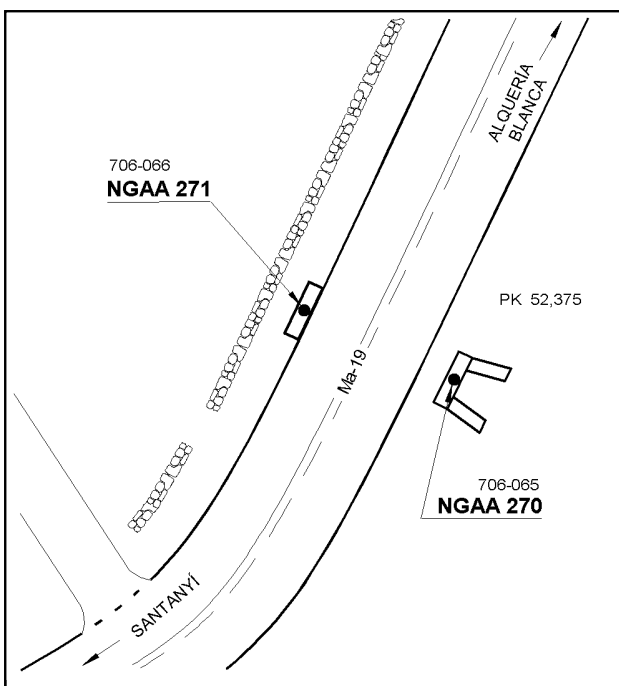 ALQUERÍA
BLANCA
706-066
NGAA 271
PK 52,375
Ma-19
706-065
NGAA 270
SANTANYÍ